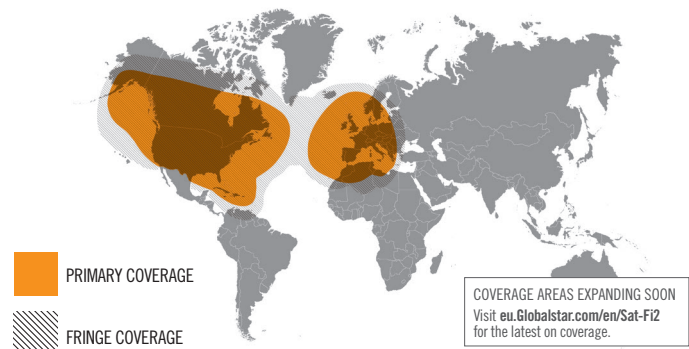 PRIMARY COVERAGE
FRINGE COVERAGE
COVERAGE AREAS EXPANDING SOON
Visit eu.Globalstar.com/en/Sat-Fi2
for the latest on coverage.